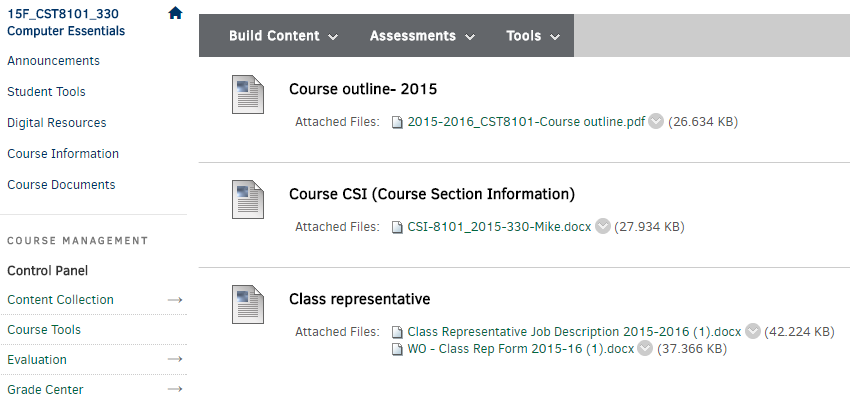 15F_CST8101_330
Computer Essentials
Announcements
Student Tools
Digital Resources
Course Information
Course Documents
COURSE MANAGEMENT
Control Panel
Content Collection
Course Tools
Evaluation
Grade Center
Build Content
Assessments
Tools
Course outline- 2015
Attached Files: 2015-2016_CST8101-Course outline.pdf (26.634 KB)
Course CSI (Course Section Information)
Attached Files: CSI-8101_2015-330-Mike.docx (27.934 KB)
Class representative
Attached Files: Class Representative Job Description 2015-2016 (1).docx (42.224 KB)
WO - Class Rep Form 2015-16 (1).docx (37.366 KB)